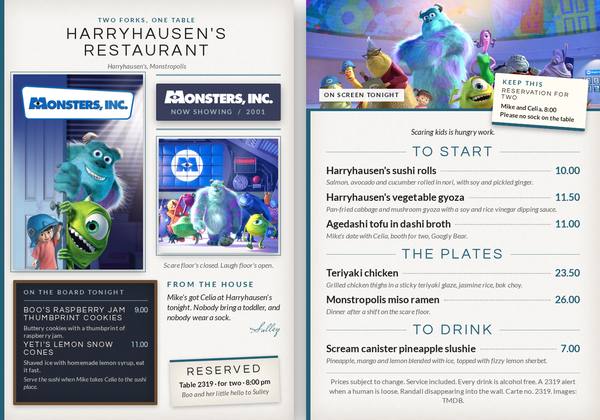 TWO FORKS, ONE TABLE
HARRYHAUSEN'S
RESTAURANT
Harryhausen's, Monstropolis
MONSTERS, INC.
MONSTERS, INC.
NOW SHOWING / 2001
Scare floor's closed. Laugh floor's open.
ON THE BOARD TONIGHT
BOO'S RASPBERRY JAM THUMBPRINT COOKIES 9.00
Buttery cookies with a thumbprint of
raspberry jam.
YETI'S LEMON SNOW CONES 11.00
Shaved ice with homemade lemon syrup, eat
it fast.
Serve the sushi when Mike takes Celia to the sushi
place.
FROM THE HOUSE
Mike's got Celia at Harryhausen's
tonight. Nobody bring a toddler, and
nobody wear a sock.
Sulley
RESERVED
Table 2319 · for two · 8:00 pm
Boo and her little hello to Sulley
ON SCREEN TONIGHT
KEEP THIS
RESERVATION FOR
TWO
Mike and Celia, 8:00
Please no sock on the table
Scaring kids is hungry work.
TO START
Harryhausen's sushi rolls 10.00
Salmon, avocado and cucumber rolled in nori, with soy and pickled ginger.
Harryhausen's vegetable gyoza 11.50
Pan-fried cabbage and mushroom gyoza with a soy and rice vinegar dipping sauce.
Agedashi tofu in dashi broth 11.00
Mike's date with Celia, booth for two, Googly Bear.
THE PLATES
Teriyaki chicken 23.50
Grilled chicken thighs in a sticky teriyaki glaze, jasmine rice, bok choy.
Monstropolis miso ramen 26.00
Dinner after a shift on the scare floor.
TO DRINK
Scream canister pineapple slushie 7.00
Pineapple, mango and lemon blended with ice, topped with fizzy lemon sherbet.
Prices subject to change. Service included. Every drink is alcohol free. A 2319 alert
when a human is loose. Randall disappearing into the wall. Carte no. 2319. Images:
TMDB.